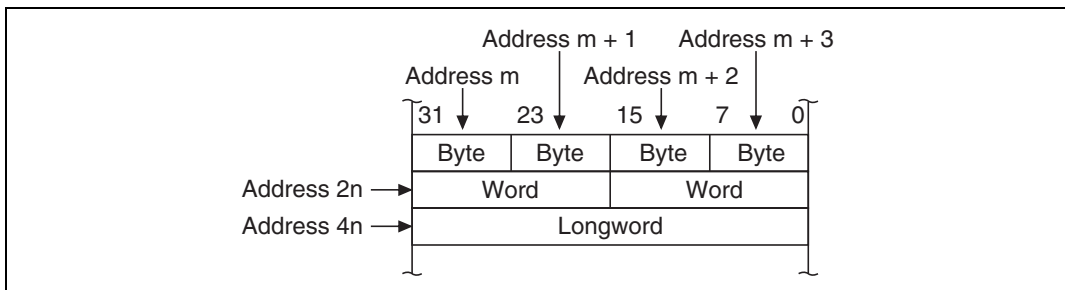 Address m + 1 Address m + 3
Address m Address m + 2
31 23 15 7 0
Byte Byte Byte Byte
Address 2n Word Word
Address 4n Longword